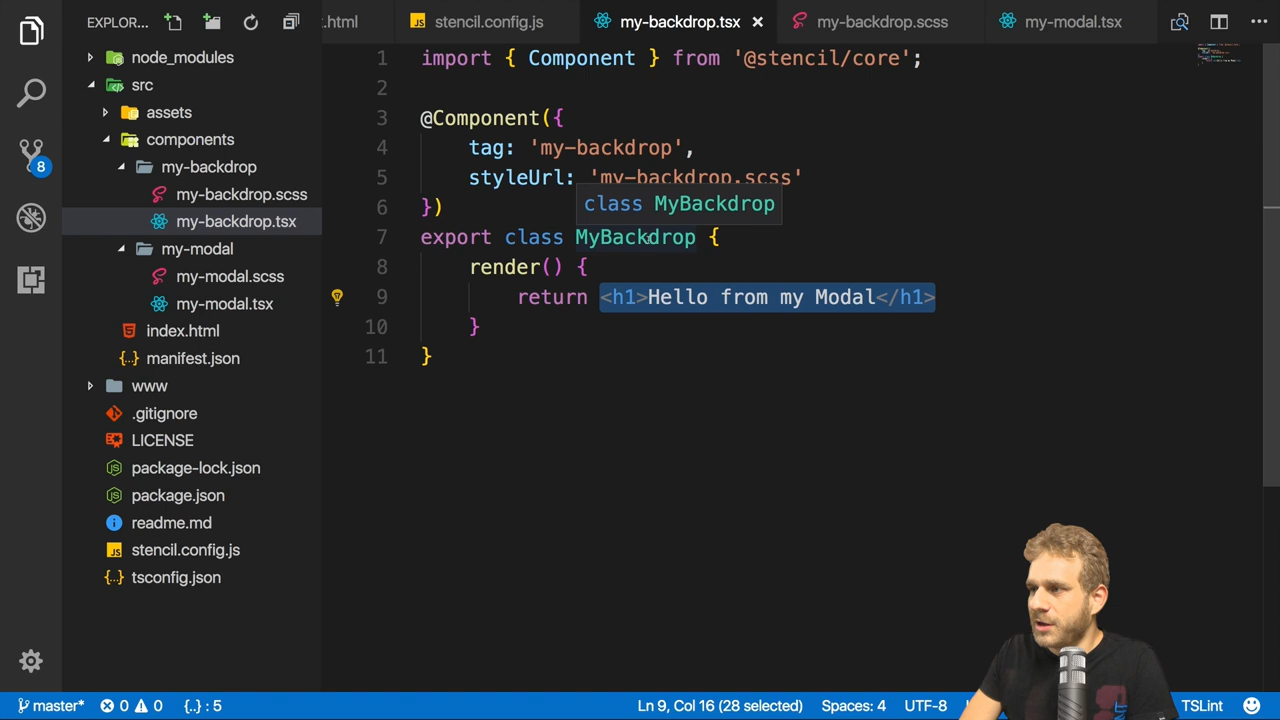 EXPLOR...
.html
stencil.config.js
my-backdrop.tsx
my-backdrop.scss
my-modal.tsx
node_modules
src
assets
components
my-backdrop
my-backdrop.scss
my-backdrop.tsx
my-modal
my-modal.scss
my-modal.tsx
index.html
manifest.json
www
.gitignore
LICENSE
package-lock.json
package.json
readme.md
stencil.config.js
tsconfig.json
8
1 import { Component } from '@stencil/core';
2
3 @Component({
4 tag: 'my-backdrop',
5 styleUrl: 'my-backdrop.scss'
class MyBackdrop
6 })
7 export class MyBackdrop {
8 render() {
9 return <h1>Hello from my Modal</h1>
10 }
11 }
master* 0 0 {..} : 5 Ln 9, Col 16 (28 selected) Spaces: 4 UTF-8 TSLint